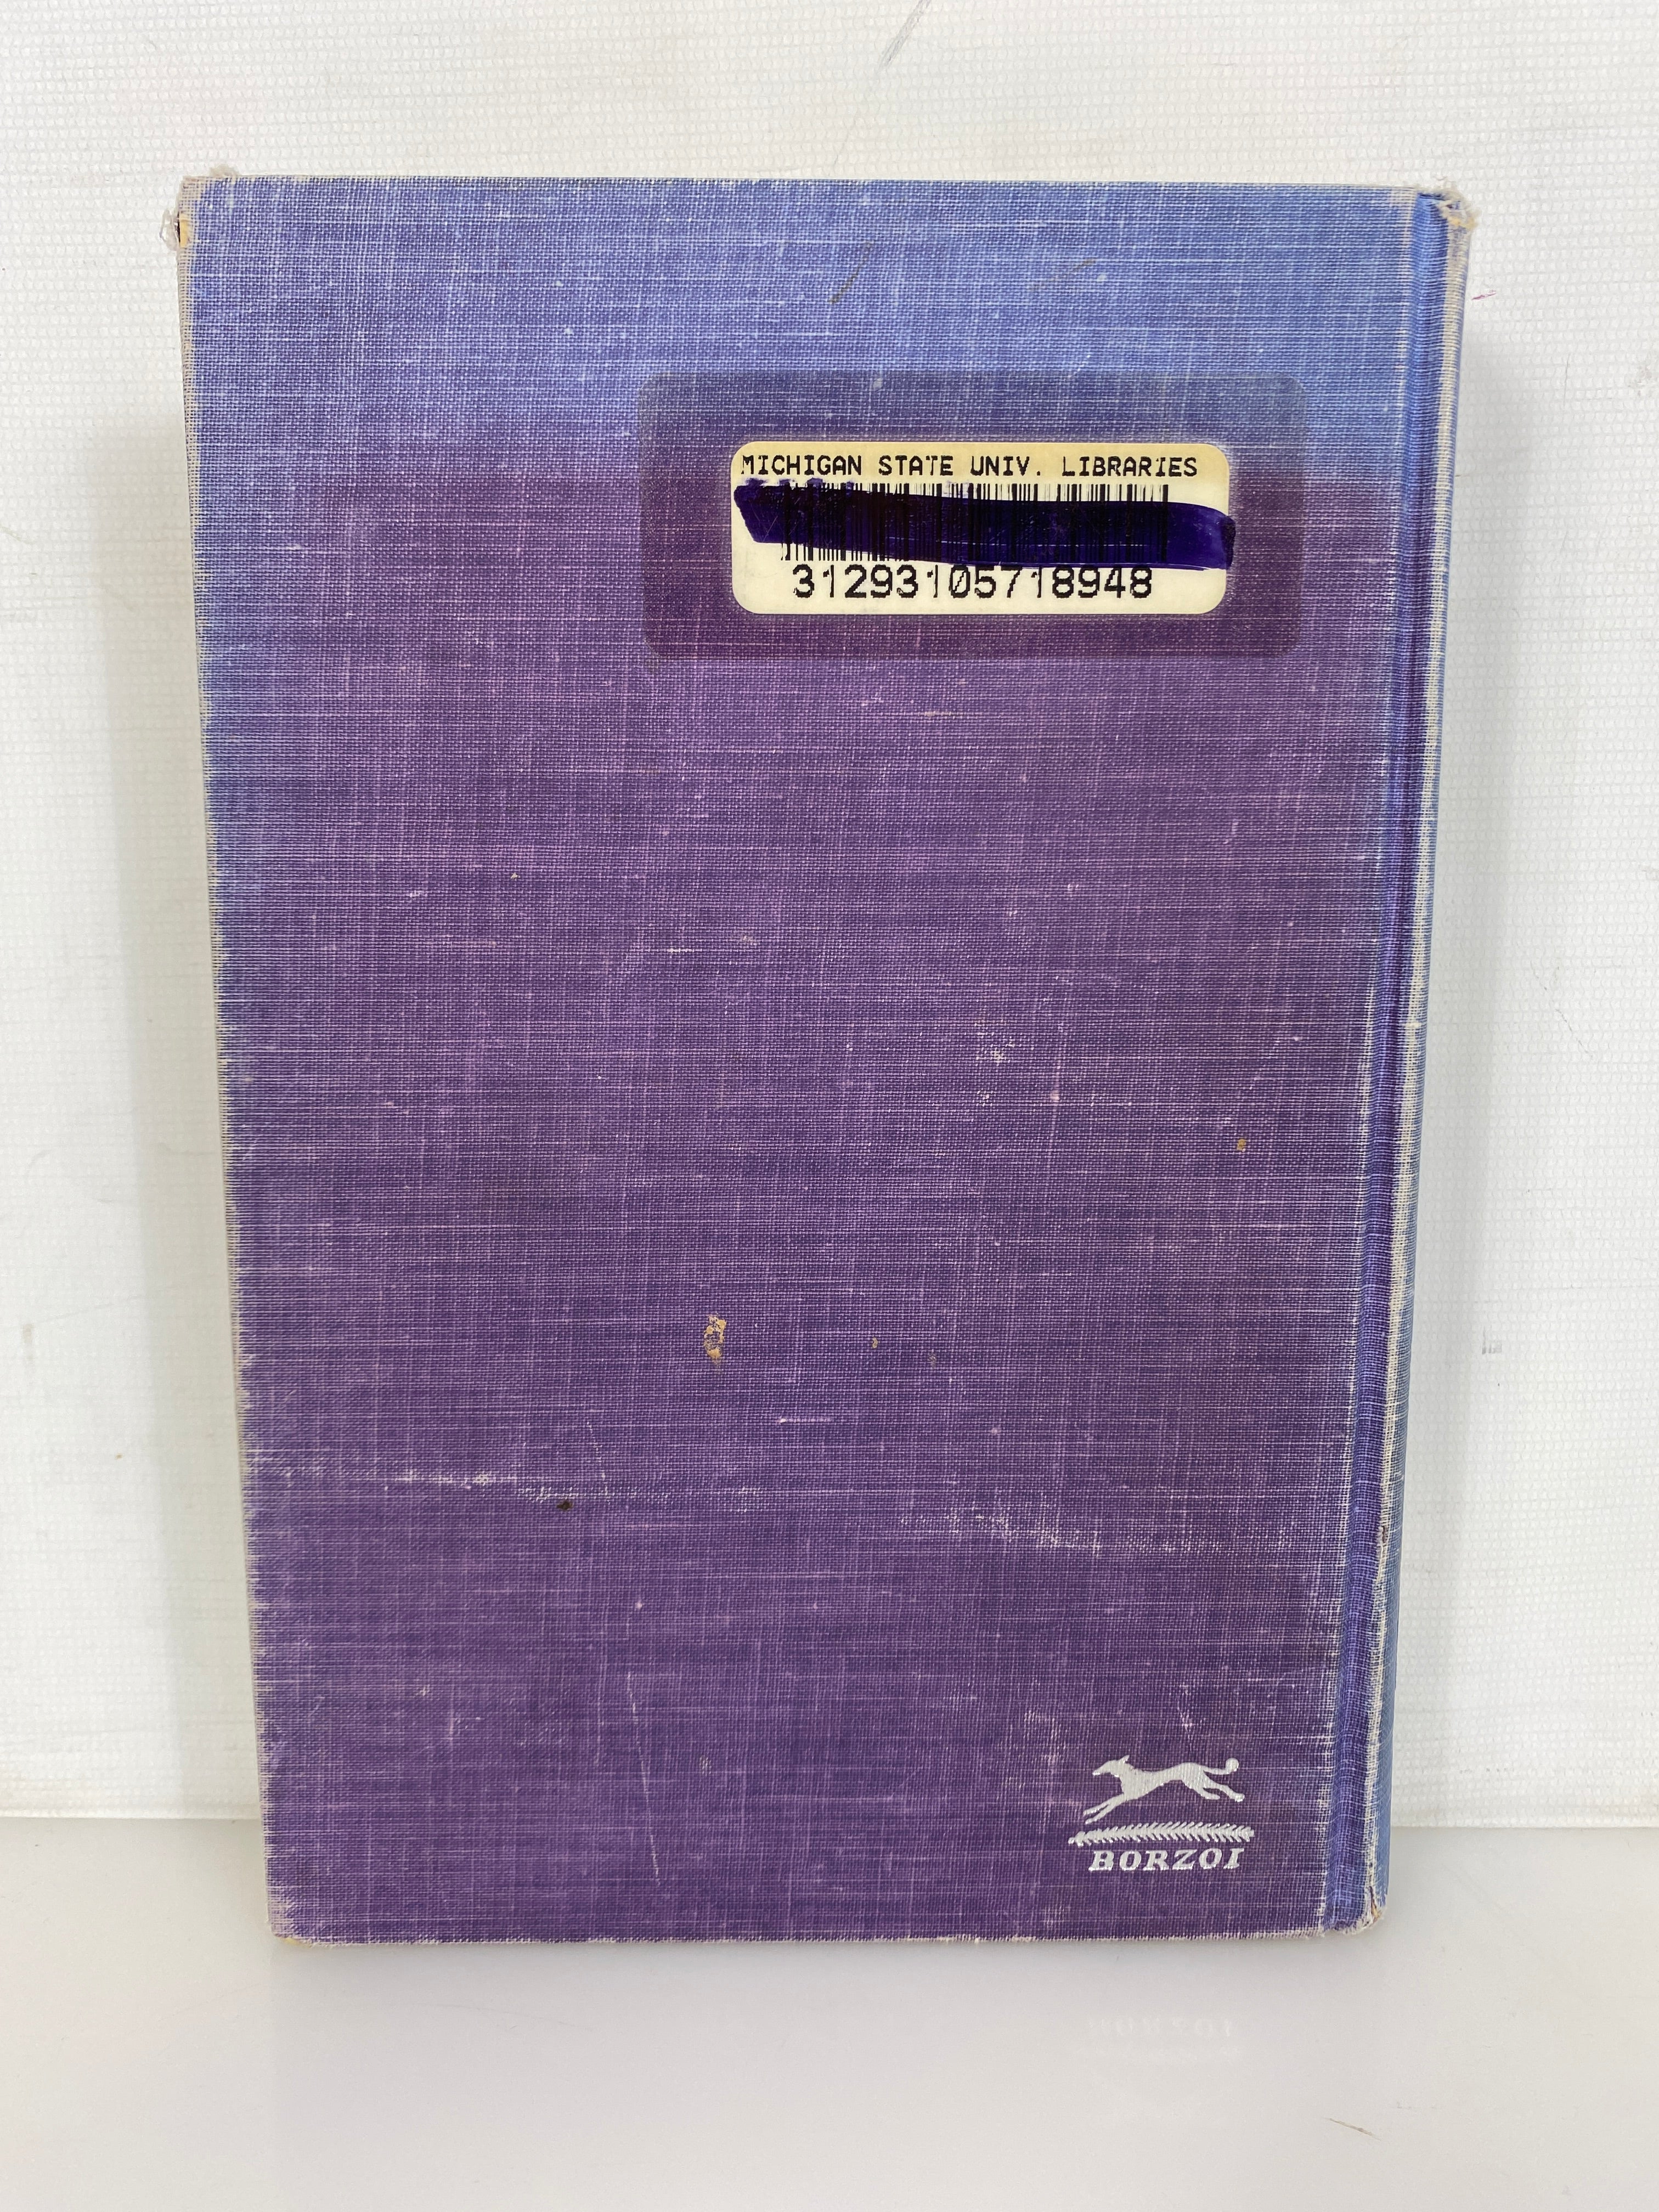 MICHIGAN STATE UNIV. LIBRARIES
31293105718948
BORZOI